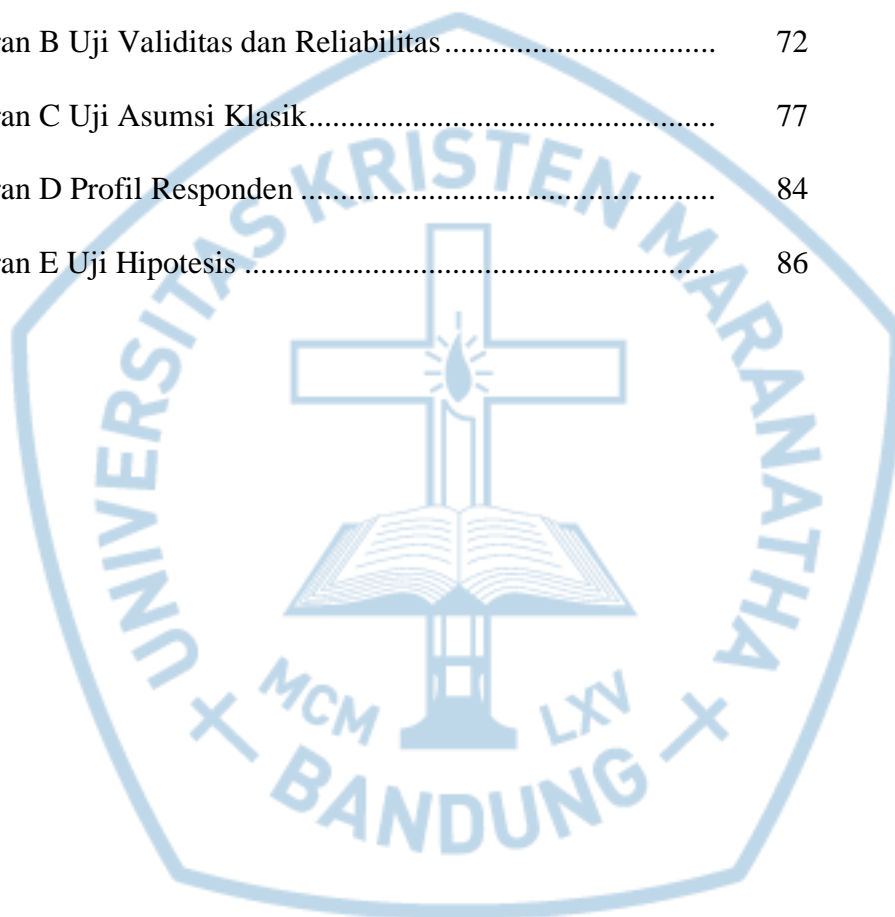 ran B Uji Validitas dan Reliabilitas................................. 72
ran C Uji Asumsi Klasik.................................................. 77
ran D Profil Responden ................................................... 84
ran E Uji Hipotesis .......................................................... 86
UNIVERSITAS KRISTEN MARANATHA
MCM LXV
BANDUNG